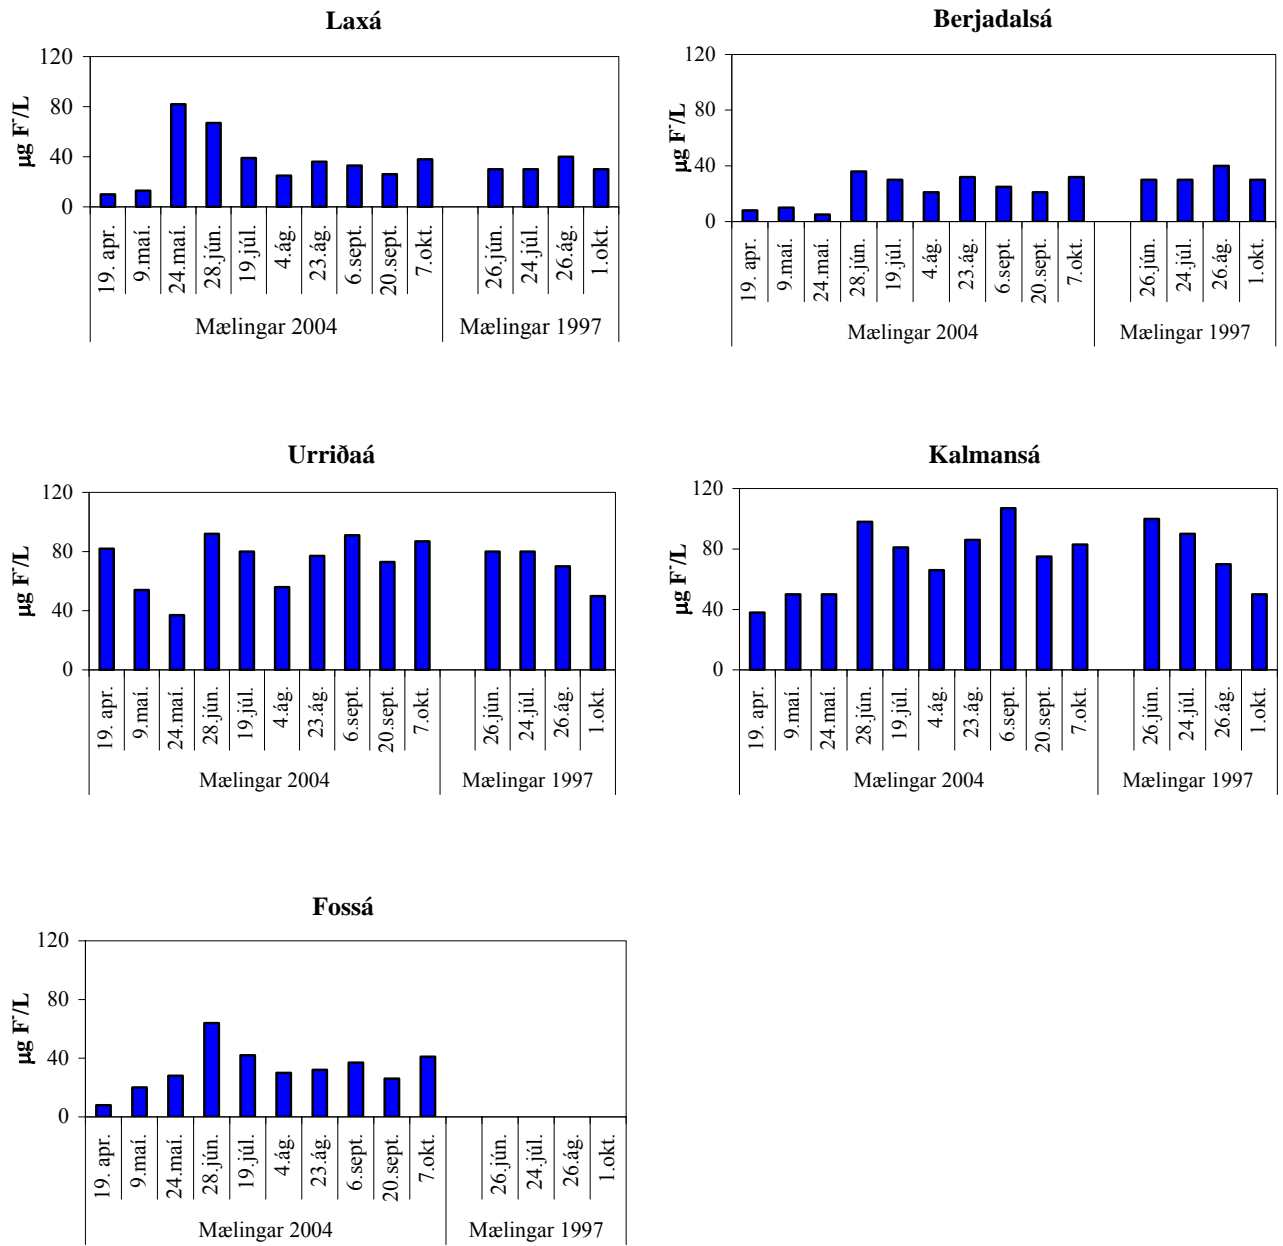 Laxá
120
80
40
0
µg F⁻/L
19. apr.
9.maí.
24.maí.
28.jún.
19.júl.
4.ág.
23.ág.
6.sept.
20.sept.
7.okt.
26.jún.
24.júl.
26.ág.
1.okt.
Mælingar 2004
Mælingar 1997
Berjadalsá
120
80
40
0
µg F⁻/L
19. apr.
9.maí.
24.maí.
28.jún.
19.júl.
4.ág.
23.ág.
6.sept.
20.sept.
7.okt.
26.jún.
24.júl.
26.ág.
1.okt.
Mælingar 2004
Mælingar 1997
Urriðaá
120
80
40
0
µg F⁻/L
19. apr.
9.maí.
24.maí.
28.jún.
19.júl.
4.ág.
23.ág.
6.sept.
20.sept.
7.okt.
26.jún.
24.júl.
26.ág.
1.okt.
Mælingar 2004
Mælingar 1997
Kalmansá
120
80
40
0
µg F⁻/L
19. apr.
9.maí.
24.maí.
28.jún.
19.júl.
4.ág.
23.ág.
6.sept.
20.sept.
7.okt.
26.jún.
24.júl.
26.ág.
1.okt.
Mælingar 2004
Mælingar 1997
Fossá
120
80
40
0
µg F⁻/L
19. apr.
9.maí.
24.maí.
28.jún.
19.júl.
4.ág.
23.ág.
6.sept.
20.sept.
7.okt.
26.jún.
24.júl.
26.ág.
1.okt.
Mælingar 2004
Mælingar 1997